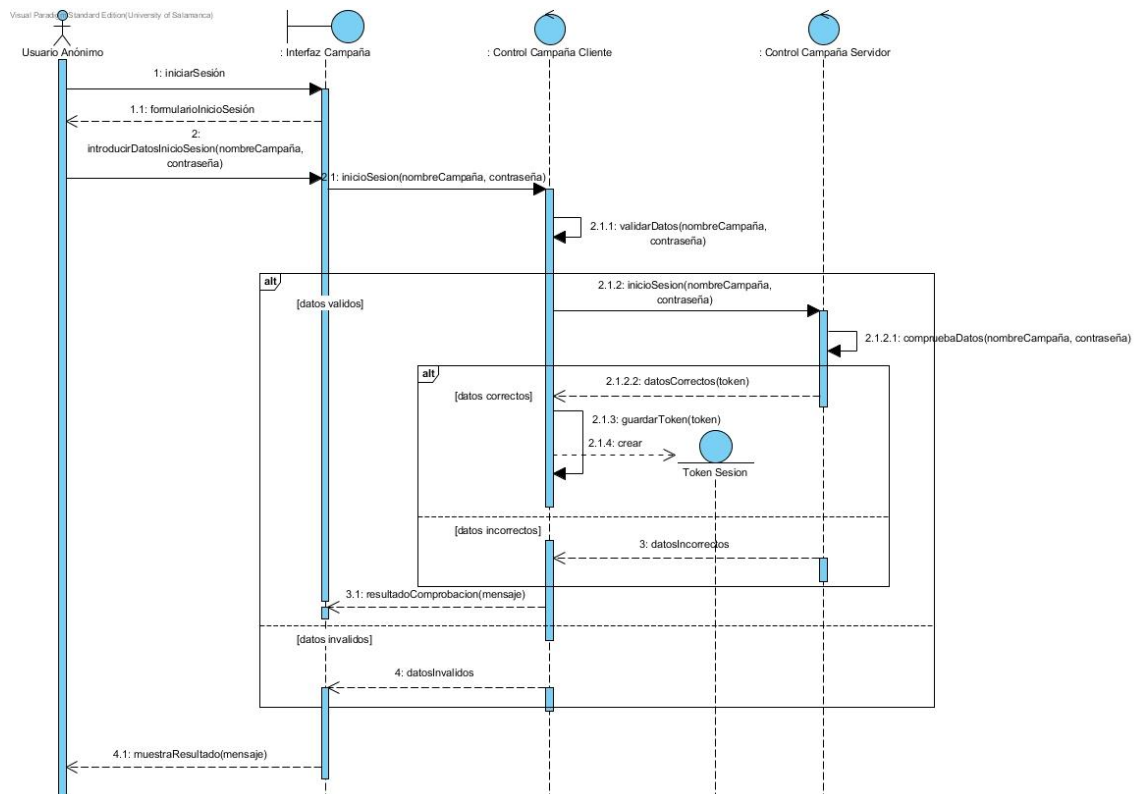 Visual Paradigm Standard Edition(University of Salamanca)
Usuario Anónimo
: Interfaz Campaña
: Control Campaña Cliente
: Control Campaña Servidor
1: iniciarSesión
1.1: formularioInicioSesión
2:
introducirDatosInicioSesion(nombreCampaña,
contraseña)
2.1: inicioSesion(nombreCampaña, contraseña)
2.1.1: validarDatos(nombreCampaña,
contraseña)
alt
[datos validos]
2.1.2: inicioSesion(nombreCampaña,
contraseña)
2.1.2.1: compruebaDatos(nombreCampaña, contraseña)
alt
[datos correctos]
2.1.2.2: datosCorrectos(token)
2.1.3: guardarToken(token)
2.1.4: crear
Token Sesion
[datos incorrectos]
3: datosIncorrectos
3.1: resultadoComprobacion(mensaje)
[datos invalidos]
4: datosInvalidos
4.1: muestraResultado(mensaje)